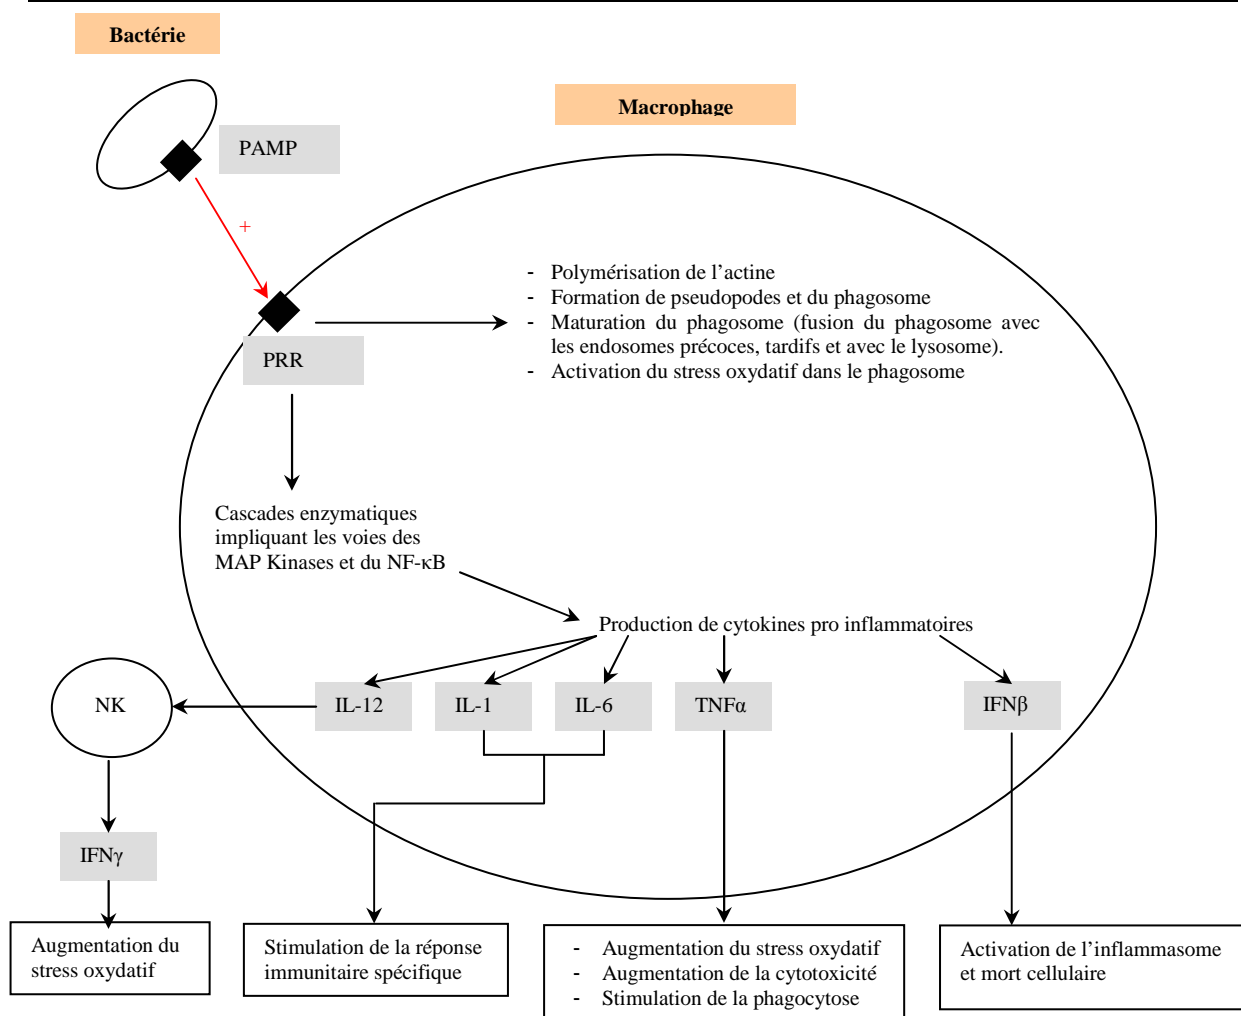 Bactérie
Macrophage
PAMP
+
- Polymérisation de l'actine
- Formation de pseudopodes et du phagosome
- Maturation du phagosome (fusion du phagosome avec
les endosomes précoces, tardifs et avec le lysosome).
- Activation du stress oxydatif dans le phagosome
PRR
Cascades enzymatiques
impliquant les voies des
MAP Kinases et du NF-κB
Production de cytokines pro inflammatoires
NK
IL-12
IL-1
IL-6
TNFα
IFNβ
IFNγ
Augmentation du
stress oxydatif
Stimulation de la réponse
immunitaire spécifique
- Augmentation du stress oxydatif
- Augmentation de la cytotoxicité
- Stimulation de la phagocytose
Activation de l'inflammasome
et mort cellulaire